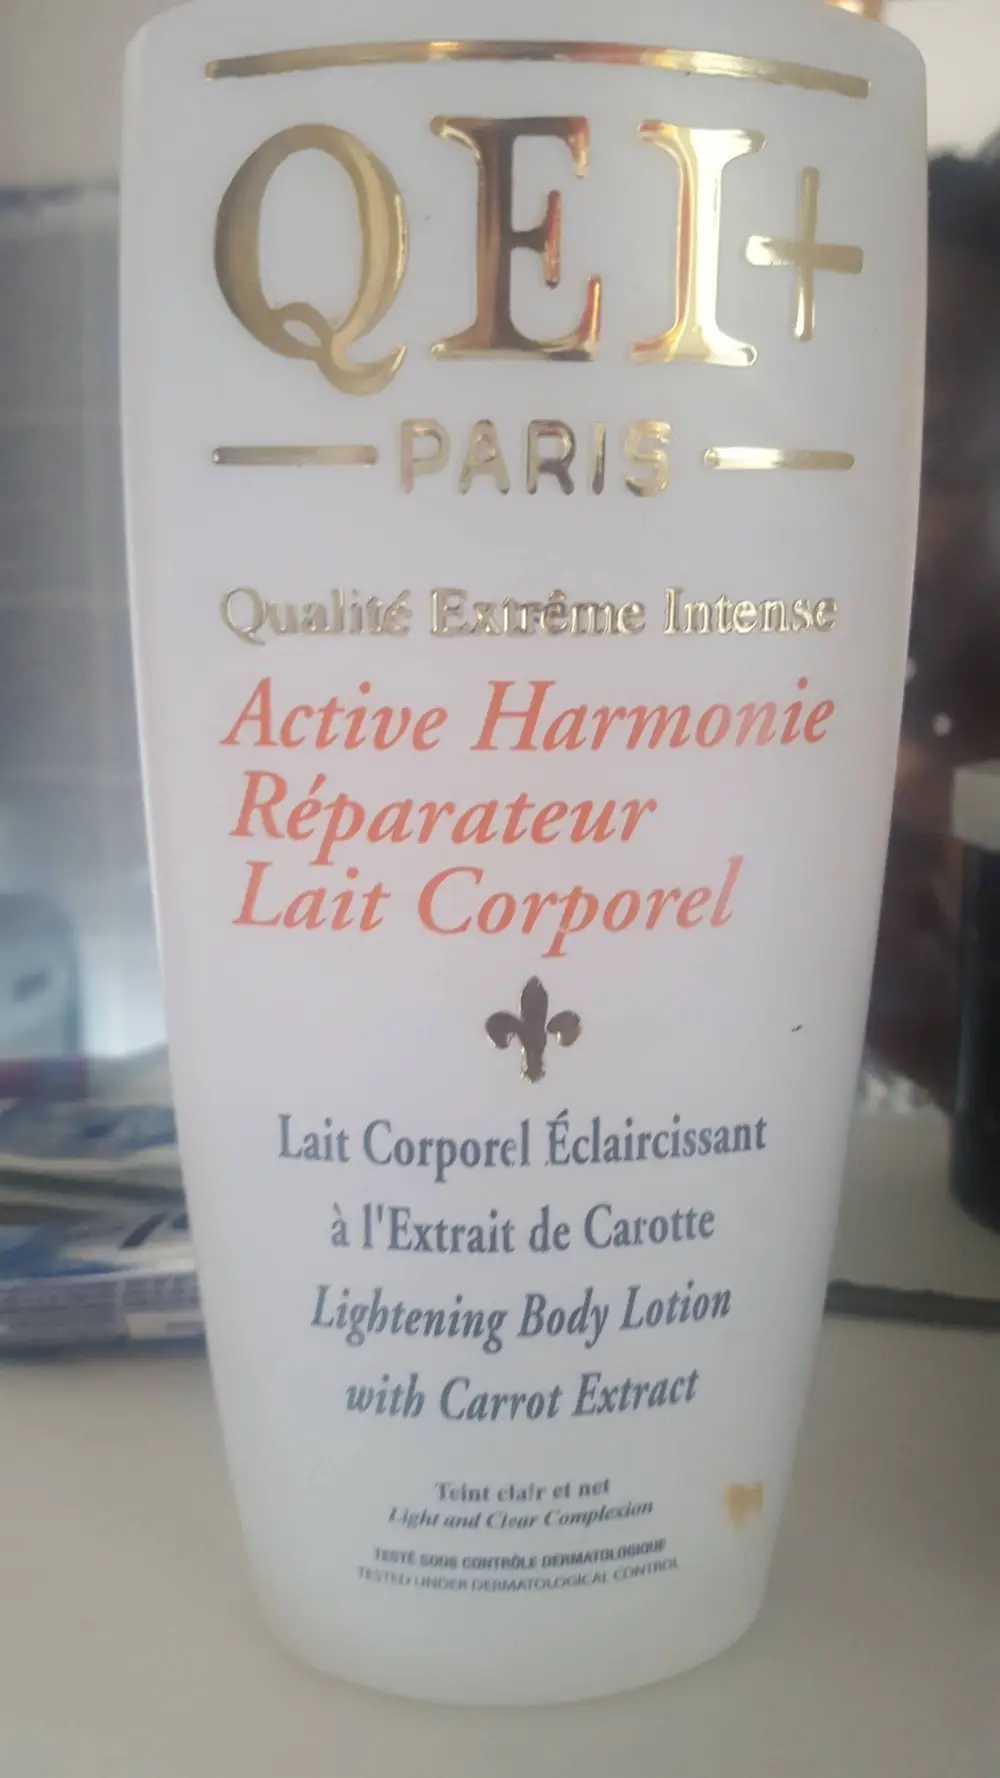 QEI+
PARIS
Qualité Extrême Intense
Active Harmonie
Réparateur
Lait Corporel
Lait Corporel Éclaircissant
à l'Extrait de Carotte
Lightening Body Lotion
with Carrot Extract
Teint clair et net
Light and Clear Complexion
TESTÉ SOUS CONTRÔLE DERMATOLOGIQUE
TESTED UNDER DERMATOLOGICAL CONTROL